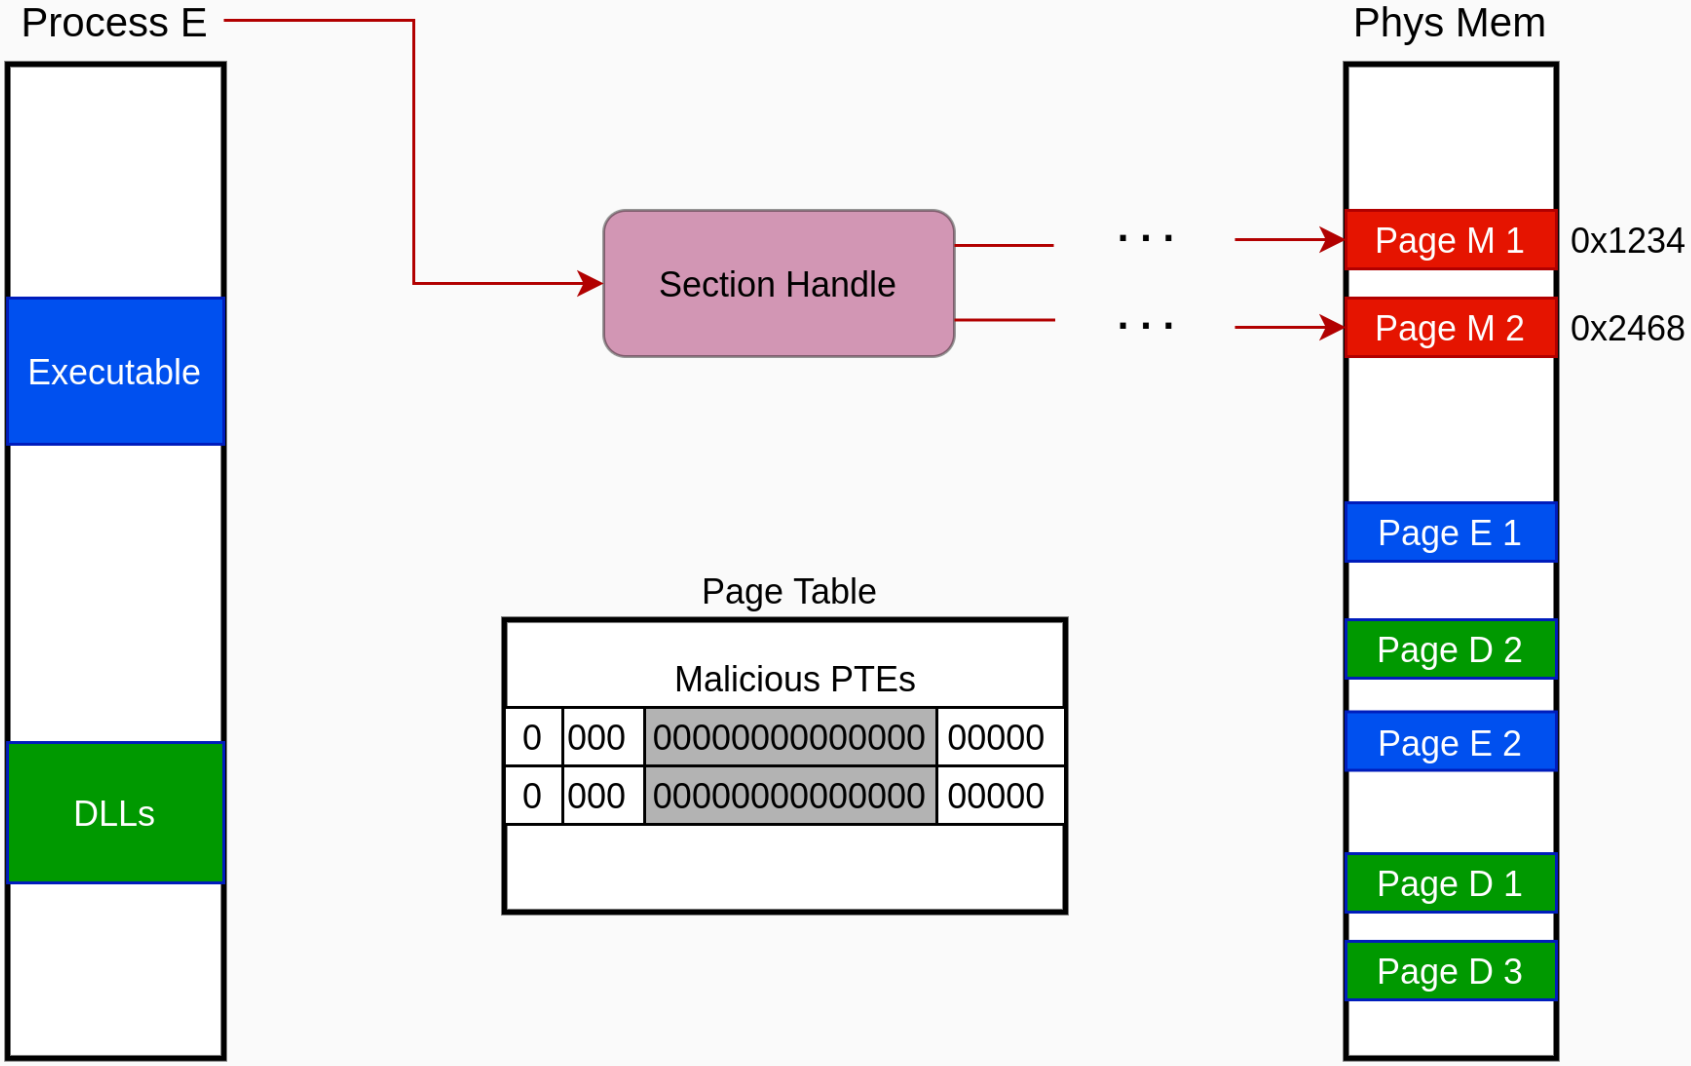 Process E
Phys Mem
Page M 1
0x1234
. . .
Section Handle
Page M 2
0x2468
. . .
Executable
Page E 1
Page Table
Page D 2
Malicious PTEs
0 000 00000000000000 00000
Page E 2
0 000 00000000000000 00000
DLLs
Page D 1
Page D 3